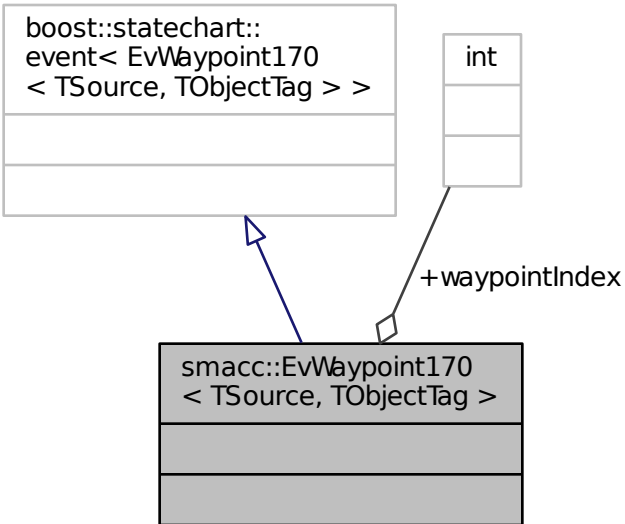 boost::statechart::
event< EvWaypoint170
< TSource, TObjectTag > >
int
+waypointIndex
smacc::EvWaypoint170
< TSource, TObjectTag >